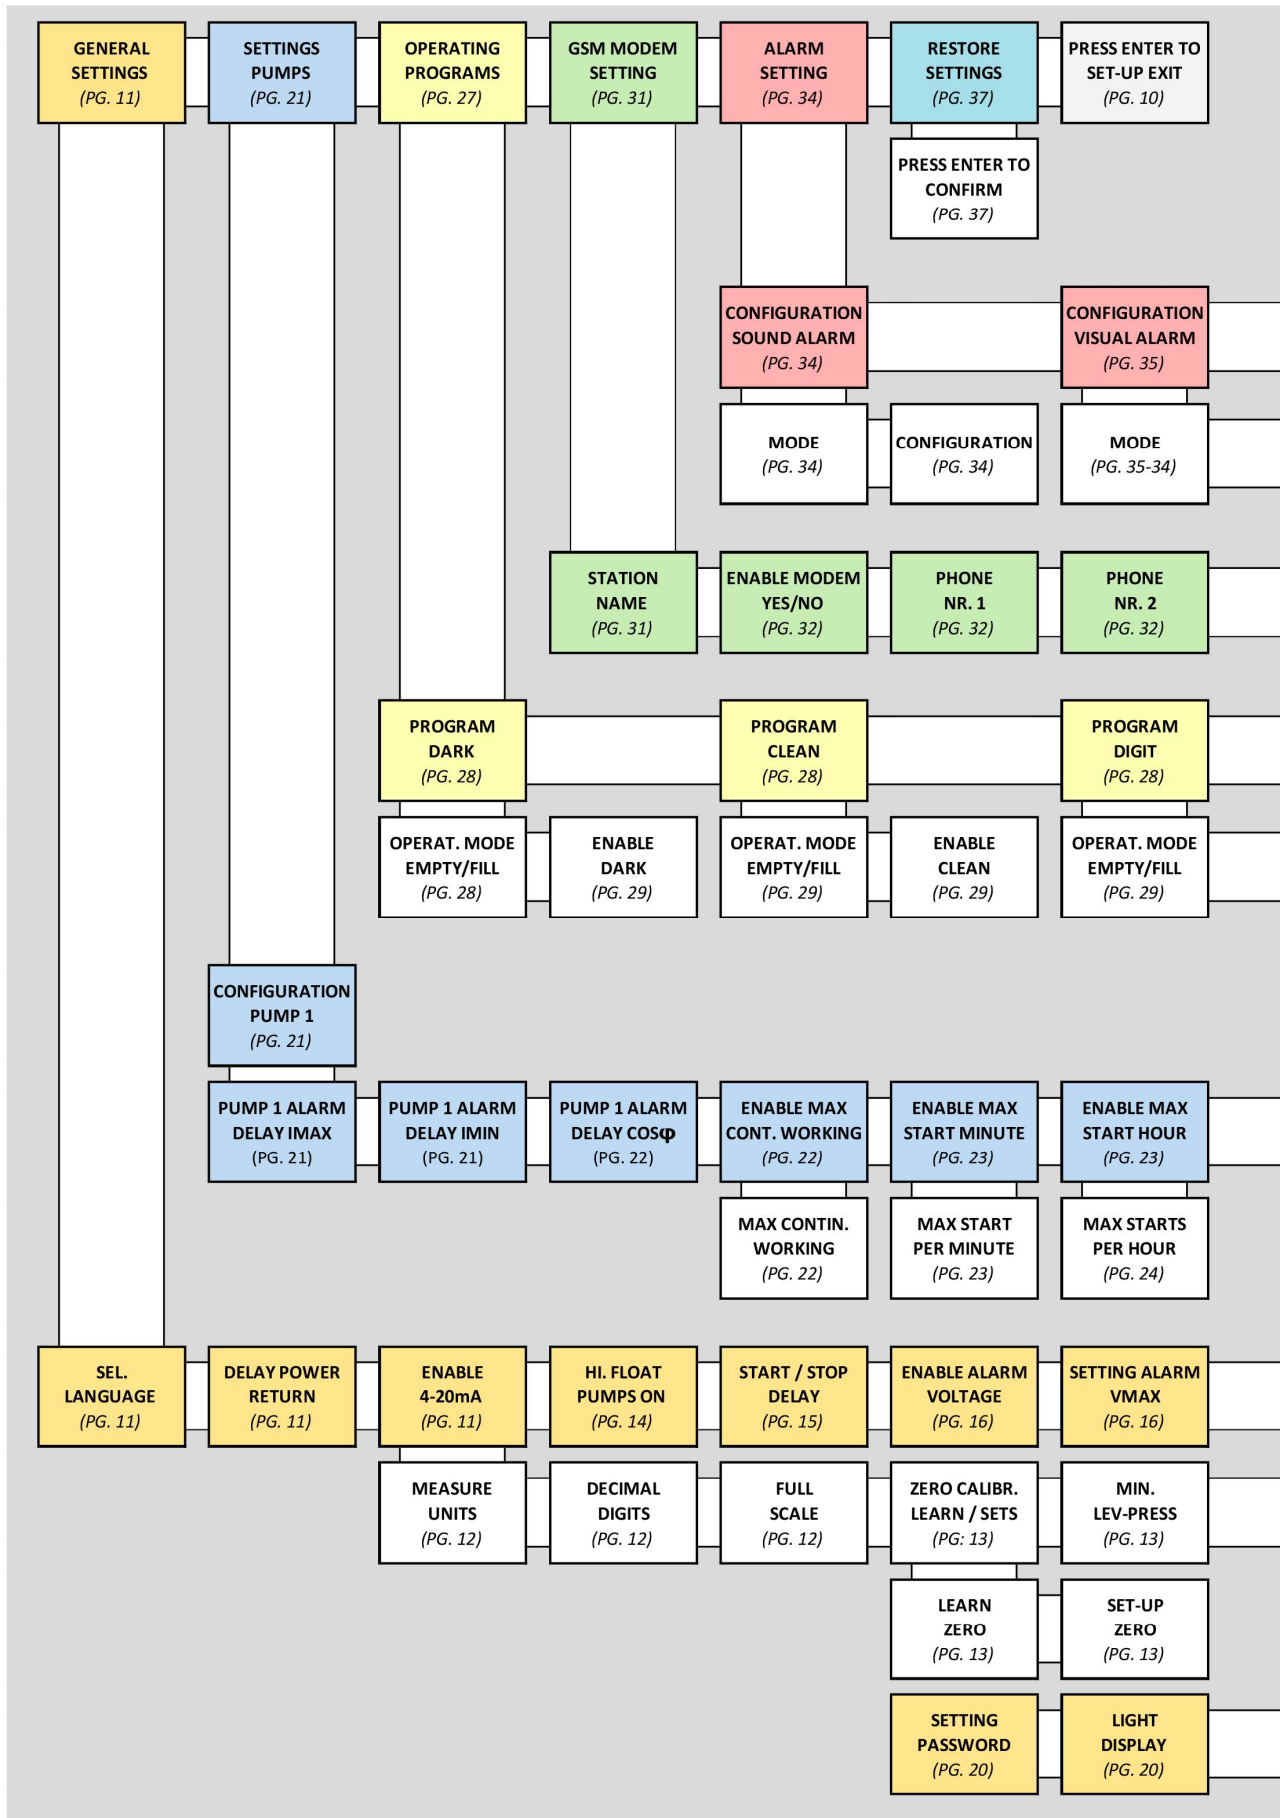 GENERAL
SETTINGS
(PG. 11)
SETTINGS
PUMPS
(PG. 21)
OPERATING
PROGRAMS
(PG. 27)
GSM MODEM
SETTING
(PG. 31)
ALARM
SETTING
(PG. 34)
RESTORE
SETTINGS
(PG. 37)
PRESS ENTER TO
SET-UP EXIT
(PG. 10)
PRESS ENTER TO
CONFIRM
(PG. 37)
CONFIGURATION
SOUND ALARM
(PG. 34)
CONFIGURATION
VISUAL ALARM
(PG. 35)
MODE
(PG. 34)
CONFIGURATION
(PG. 34)
MODE
(PG. 35-34)
STATION
NAME
(PG. 31)
ENABLE MODEM
YES/NO
(PG. 32)
PHONE
NR. 1
(PG. 32)
PHONE
NR. 2
(PG. 32)
PROGRAM
DARK
(PG. 28)
PROGRAM
CLEAN
(PG. 28)
PROGRAM
DIGIT
(PG. 28)
OPERAT. MODE
EMPTY/FILL
(PG. 28)
ENABLE
DARK
(PG. 29)
OPERAT. MODE
EMPTY/FILL
(PG. 29)
ENABLE
CLEAN
(PG. 29)
OPERAT. MODE
EMPTY/FILL
(PG. 29)
CONFIGURATION
PUMP 1
(PG. 21)
PUMP 1 ALARM
DELAY IMAX
(PG. 21)
PUMP 1 ALARM
DELAY IMIN
(PG. 21)
PUMP 1 ALARM
DELAY COSφ
(PG. 22)
ENABLE MAX
CONT. WORKING
(PG. 22)
ENABLE MAX
START MINUTE
(PG. 23)
ENABLE MAX
START HOUR
(PG. 23)
MAX CONTIN.
WORKING
(PG. 22)
MAX START
PER MINUTE
(PG. 23)
MAX STARTS
PER HOUR
(PG. 24)
SEL.
LANGUAGE
(PG. 11)
DELAY POWER
RETURN
(PG. 11)
ENABLE
4-20mA
(PG. 11)
HI. FLOAT
PUMPS ON
(PG. 14)
START / STOP
DELAY
(PG. 15)
ENABLE ALARM
VOLTAGE
(PG. 16)
SETTING ALARM
VMAX
(PG. 16)
MEASURE
UNITS
(PG. 12)
DECIMAL
DIGITS
(PG. 12)
FULL
SCALE
(PG. 12)
ZERO CALIBR.
LEARN / SETS
(PG: 13)
MIN.
LEV-PRESS
(PG. 13)
LEARN
ZERO
(PG. 13)
SET-UP
ZERO
(PG. 13)
SETTING
PASSWORD
(PG. 20)
LIGHT
DISPLAY
(PG. 20)